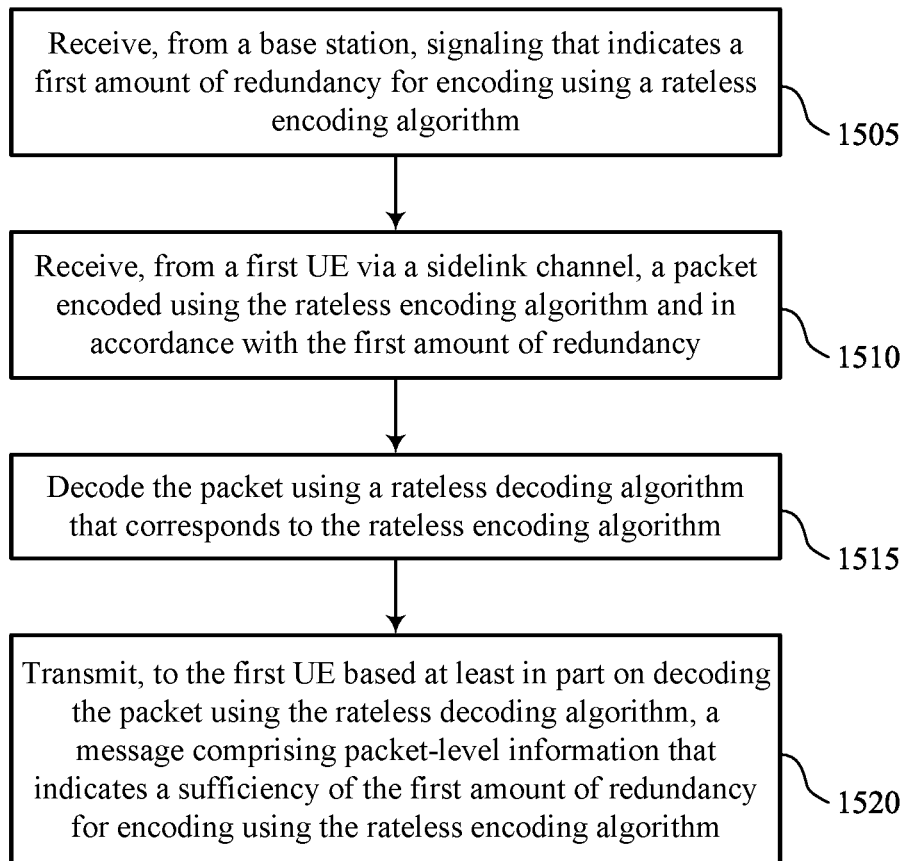 Receive, from a base station, signaling that indicates a
first amount of redundancy for encoding using a rateless
encoding algorithm
1505
Receive, from a first UE via a sidelink channel, a packet
encoded using the rateless encoding algorithm and in
accordance with the first amount of redundancy
1510
Decode the packet using a rateless decoding algorithm
that corresponds to the rateless encoding algorithm
1515
Transmit, to the first UE based at least in part on decoding
the packet using the rateless decoding algorithm, a
message comprising packet-level information that
indicates a sufficiency of the first amount of redundancy
for encoding using the rateless encoding algorithm
1520